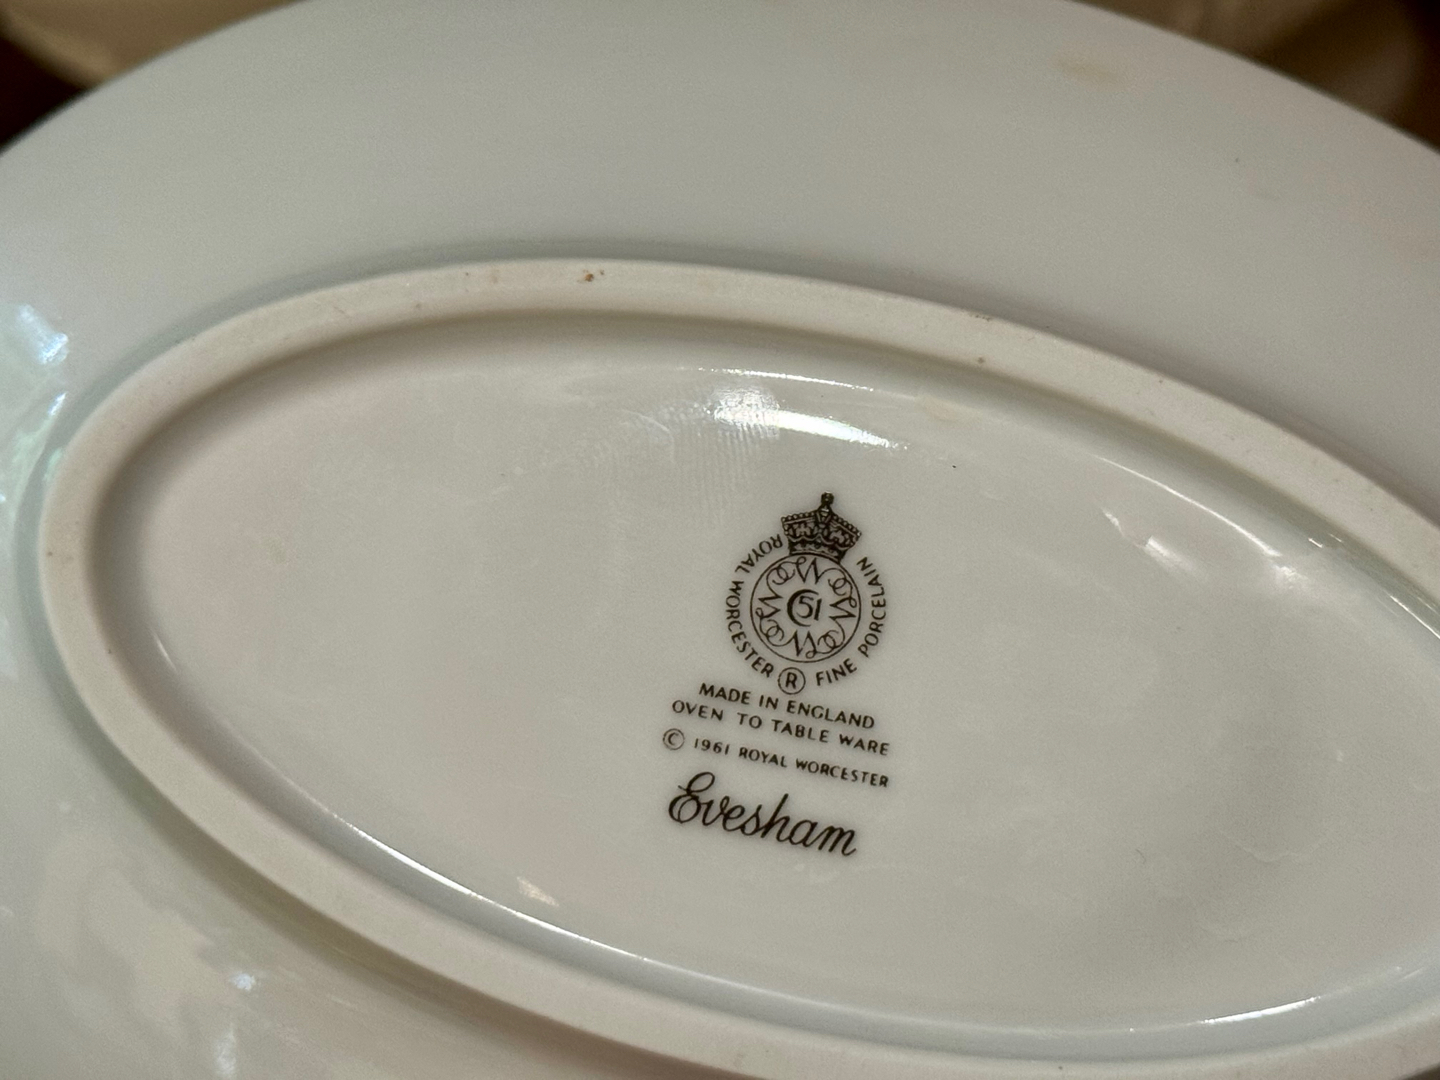 ROYAL WORCESTER ® FINE PORCELAIN
51
MADE IN ENGLAND
OVEN TO TABLE WARE
© 1961 ROYAL WORCESTER
Evesham